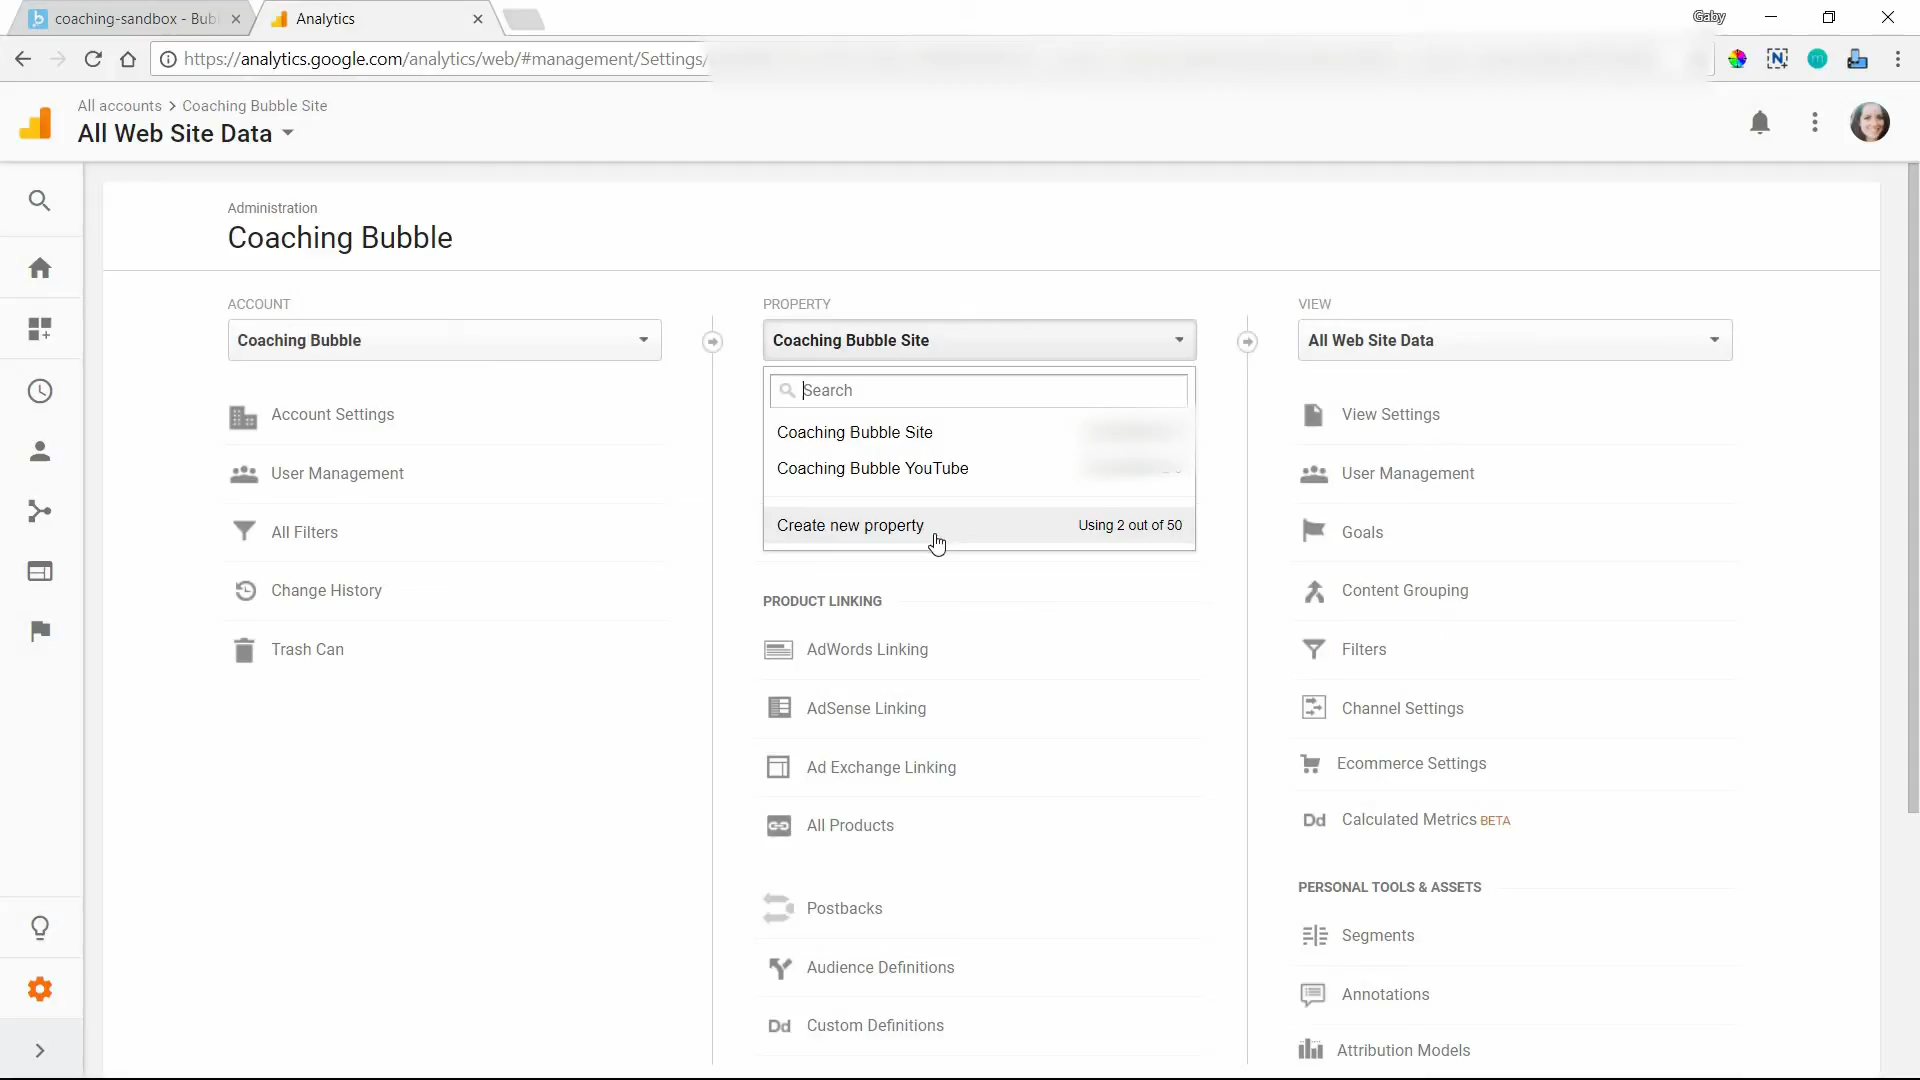 coaching-sandbox - Bub
Analytics
Gaby
https://analytics.google.com/analytics/web/#management/Settings/
All accounts > Coaching Bubble Site
All Web Site Data
Administration
Coaching Bubble
ACCOUNT
Coaching Bubble
Account Settings
User Management
All Filters
Change History
Trash Can
PROPERTY
Coaching Bubble Site
Search
Coaching Bubble Site
Coaching Bubble YouTube
Create new property Using 2 out of 50
PRODUCT LINKING
AdWords Linking
AdSense Linking
Ad Exchange Linking
All Products
Postbacks
Audience Definitions
Dd Custom Definitions
VIEW
All Web Site Data
View Settings
User Management
Goals
Content Grouping
Filters
Channel Settings
Ecommerce Settings
Dd Calculated Metrics BETA
PERSONAL TOOLS & ASSETS
Segments
Annotations
Attribution Models